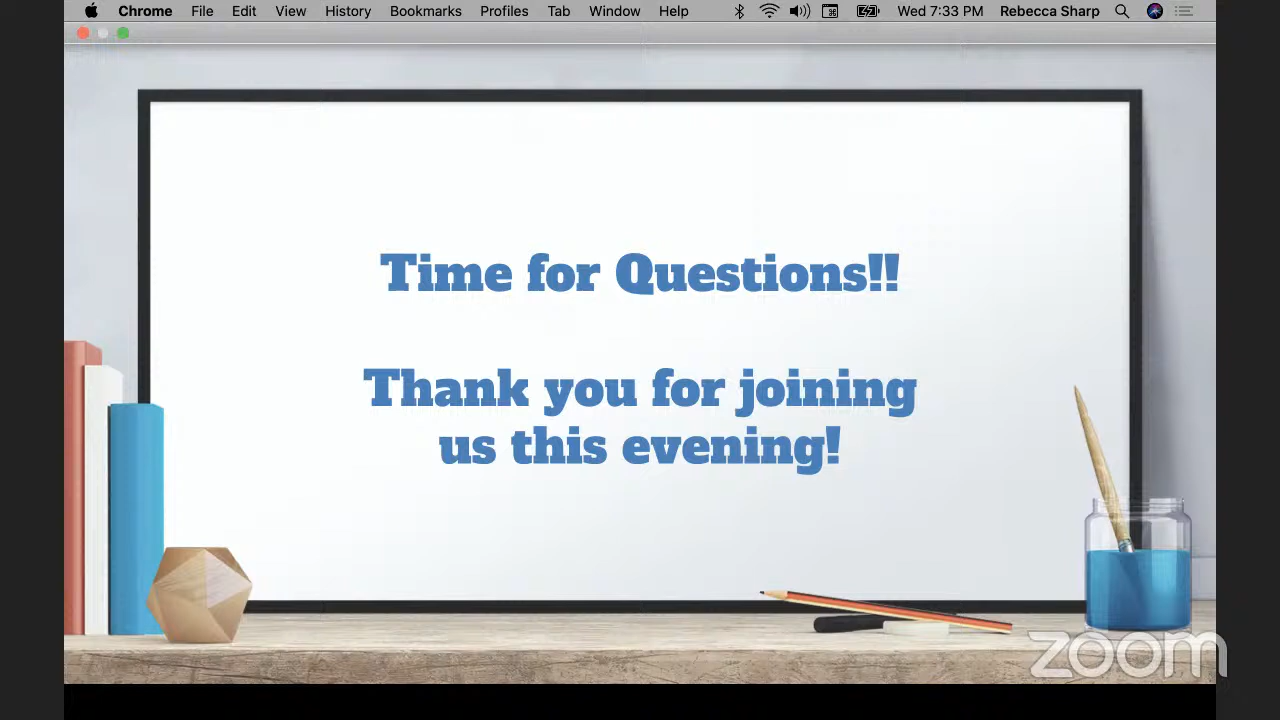 Chrome File Edit View History Bookmarks Profiles Tab Window Help Wed 7:33 PM Rebecca Sharp
Time for Questions!!
Thank you for joining
us this evening!
zoom